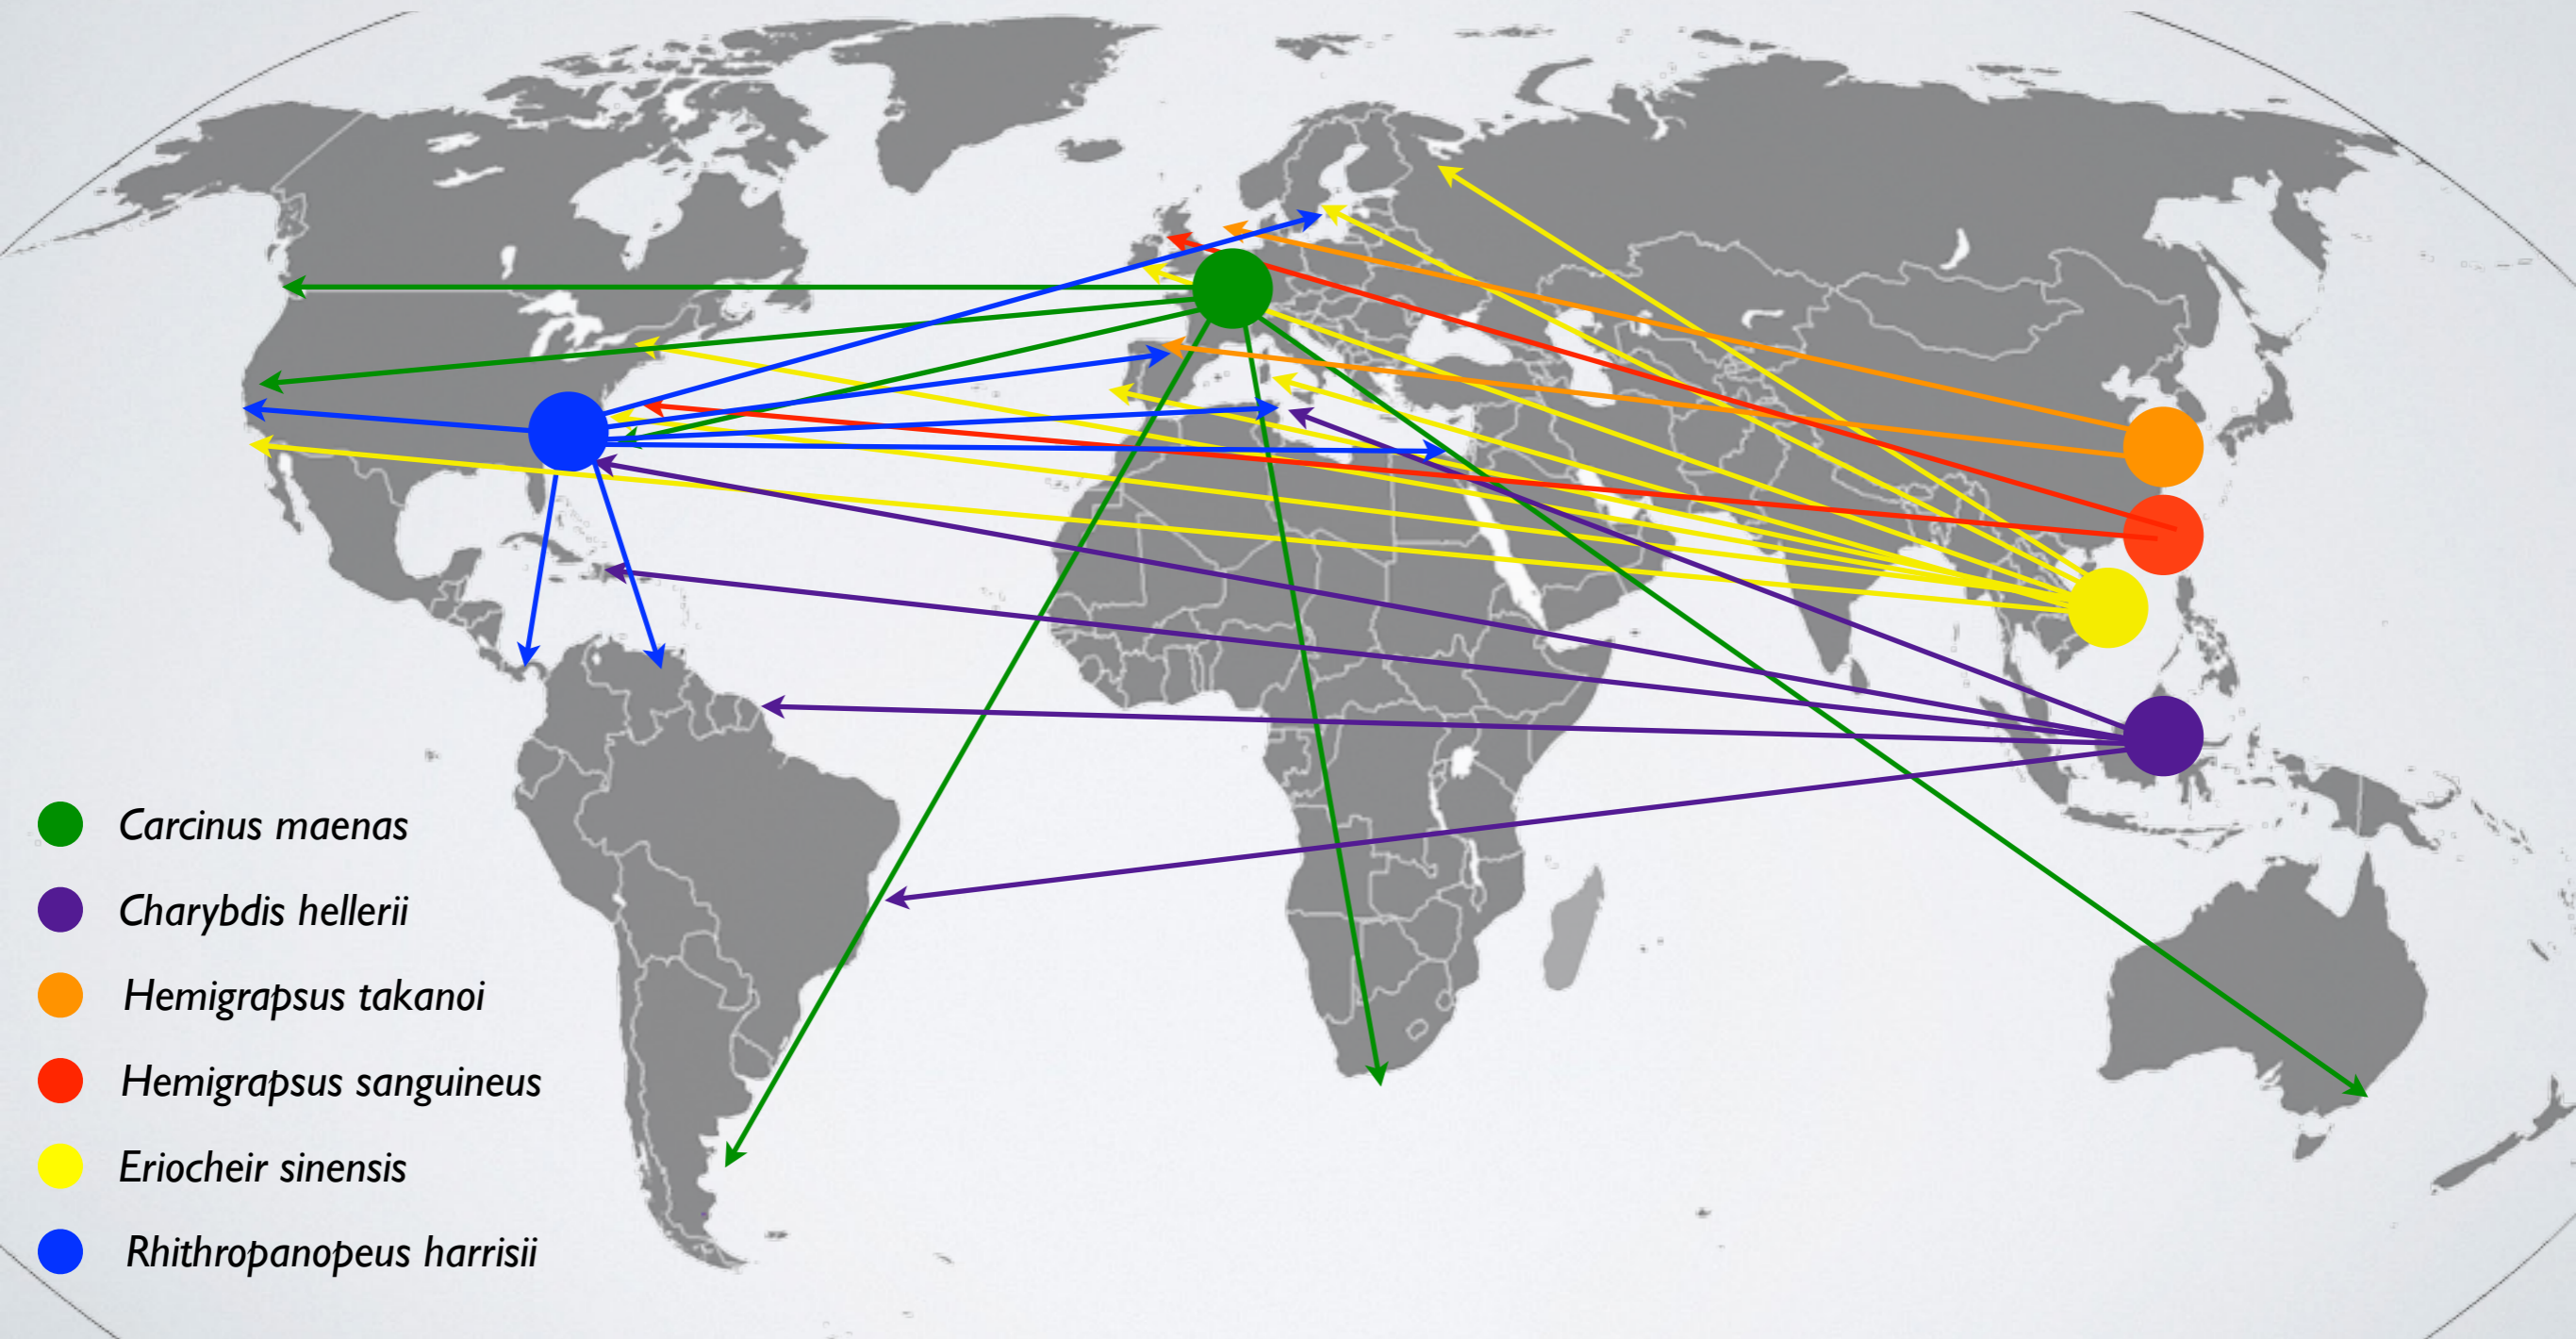 Carcinus maenas
Charybdis hellerii
Hemigrapsus takanoi
Hemigrapsus sanguineus
Eriocheir sinensis
Rhithropanopeus harrisii